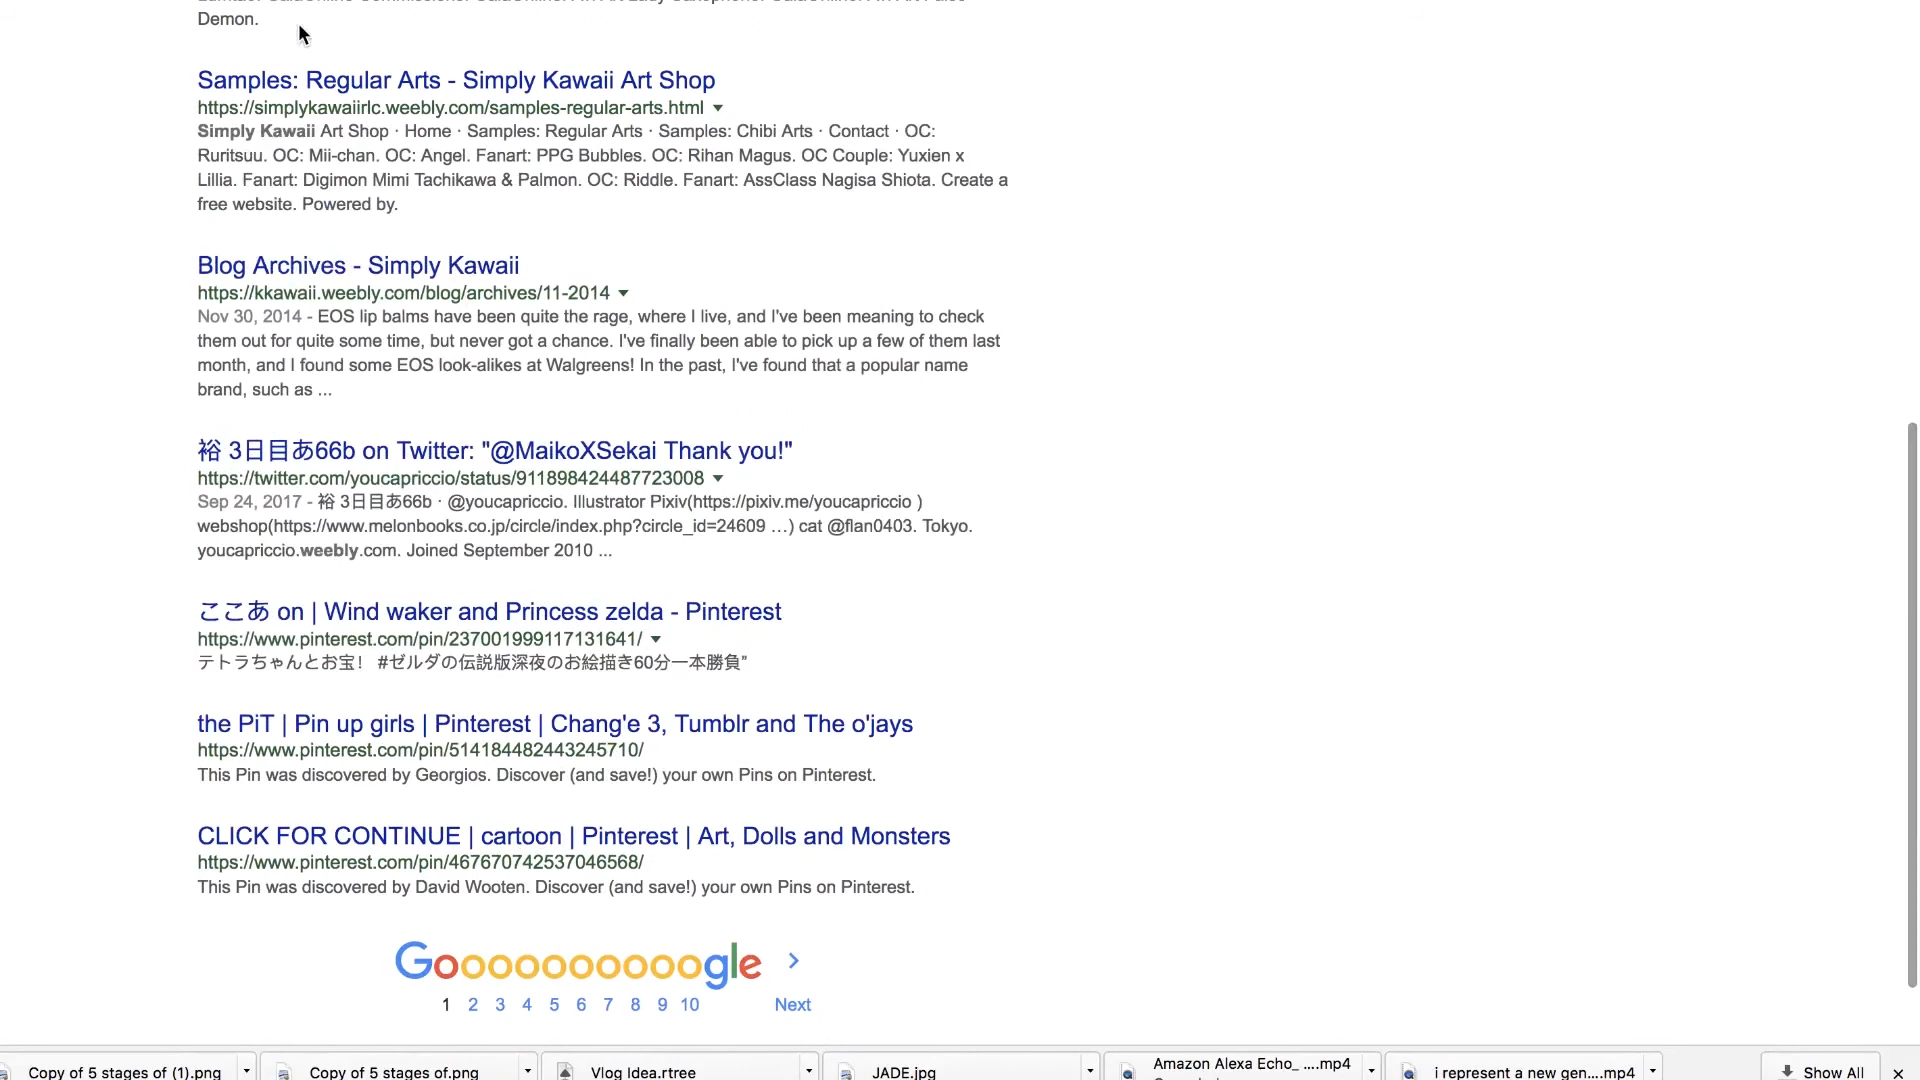 Demon.
Samples: Regular Arts - Simply Kawaii Art Shop
https://simplykawaiirlc.weebly.com/samples-regular-arts.html
Simply Kawaii Art Shop · Home · Samples: Regular Arts · Samples: Chibi Arts · Contact · OC:
Ruritsuu. OC: Mii-chan. OC: Angel. Fanart: PPG Bubbles. OC: Rihan Magus. OC Couple: Yuxien x
Lillia. Fanart: Digimon Mimi Tachikawa & Palmon. OC: Riddle. Fanart: AssClass Nagisa Shiota. Create a
free website. Powered by.
Blog Archives - Simply Kawaii
https://kkawaii.weebly.com/blog/archives/11-2014
Nov 30, 2014 - EOS lip balms have been quite the rage, where I live, and I've been meaning to check
them out for quite some time, but never got a chance. I've finally been able to pick up a few of them last
month, and I found some EOS look-alikes at Walgreens! In the past, I've found that a popular name
brand, such as ...
裕 3日目あ66b on Twitter: "@MaikoXSekai Thank you!"
https://twitter.com/youcapriccio/status/911898424487723008
Sep 24, 2017 - 裕 3日目あ66b · @youcapriccio. Illustrator Pixiv(https://pixiv.me/youcapriccio )
webshop(https://www.melonbooks.co.jp/circle/index.php?circle_id=24609 …) cat @flan0403. Tokyo.
youcapriccio.weebly.com. Joined September 2010 ...
ここあ on | Wind waker and Princess zelda - Pinterest
https://www.pinterest.com/pin/237001999117131641/
テトラちゃんとお宝！ #ゼルダの伝説版深夜のお絵描き60分一本勝負”
the PiT | Pin up girls | Pinterest | Chang'e 3, Tumblr and The o'jays
https://www.pinterest.com/pin/514184482443245710/
This Pin was discovered by Georgios. Discover (and save!) your own Pins on Pinterest.
CLICK FOR CONTINUE | cartoon | Pinterest | Art, Dolls and Monsters
https://www.pinterest.com/pin/467670742537046568/
This Pin was discovered by David Wooten. Discover (and save!) your own Pins on Pinterest.
Goooooooooogle
1 2 3 4 5 6 7 8 9 10 Next
Copy of 5 stages of (1).png Copy of 5 stages of.png Vlog Idea.rtree JADE.jpg Amazon Alexa Echo_ ....mp4 i represent a new gen....mp4 Show All